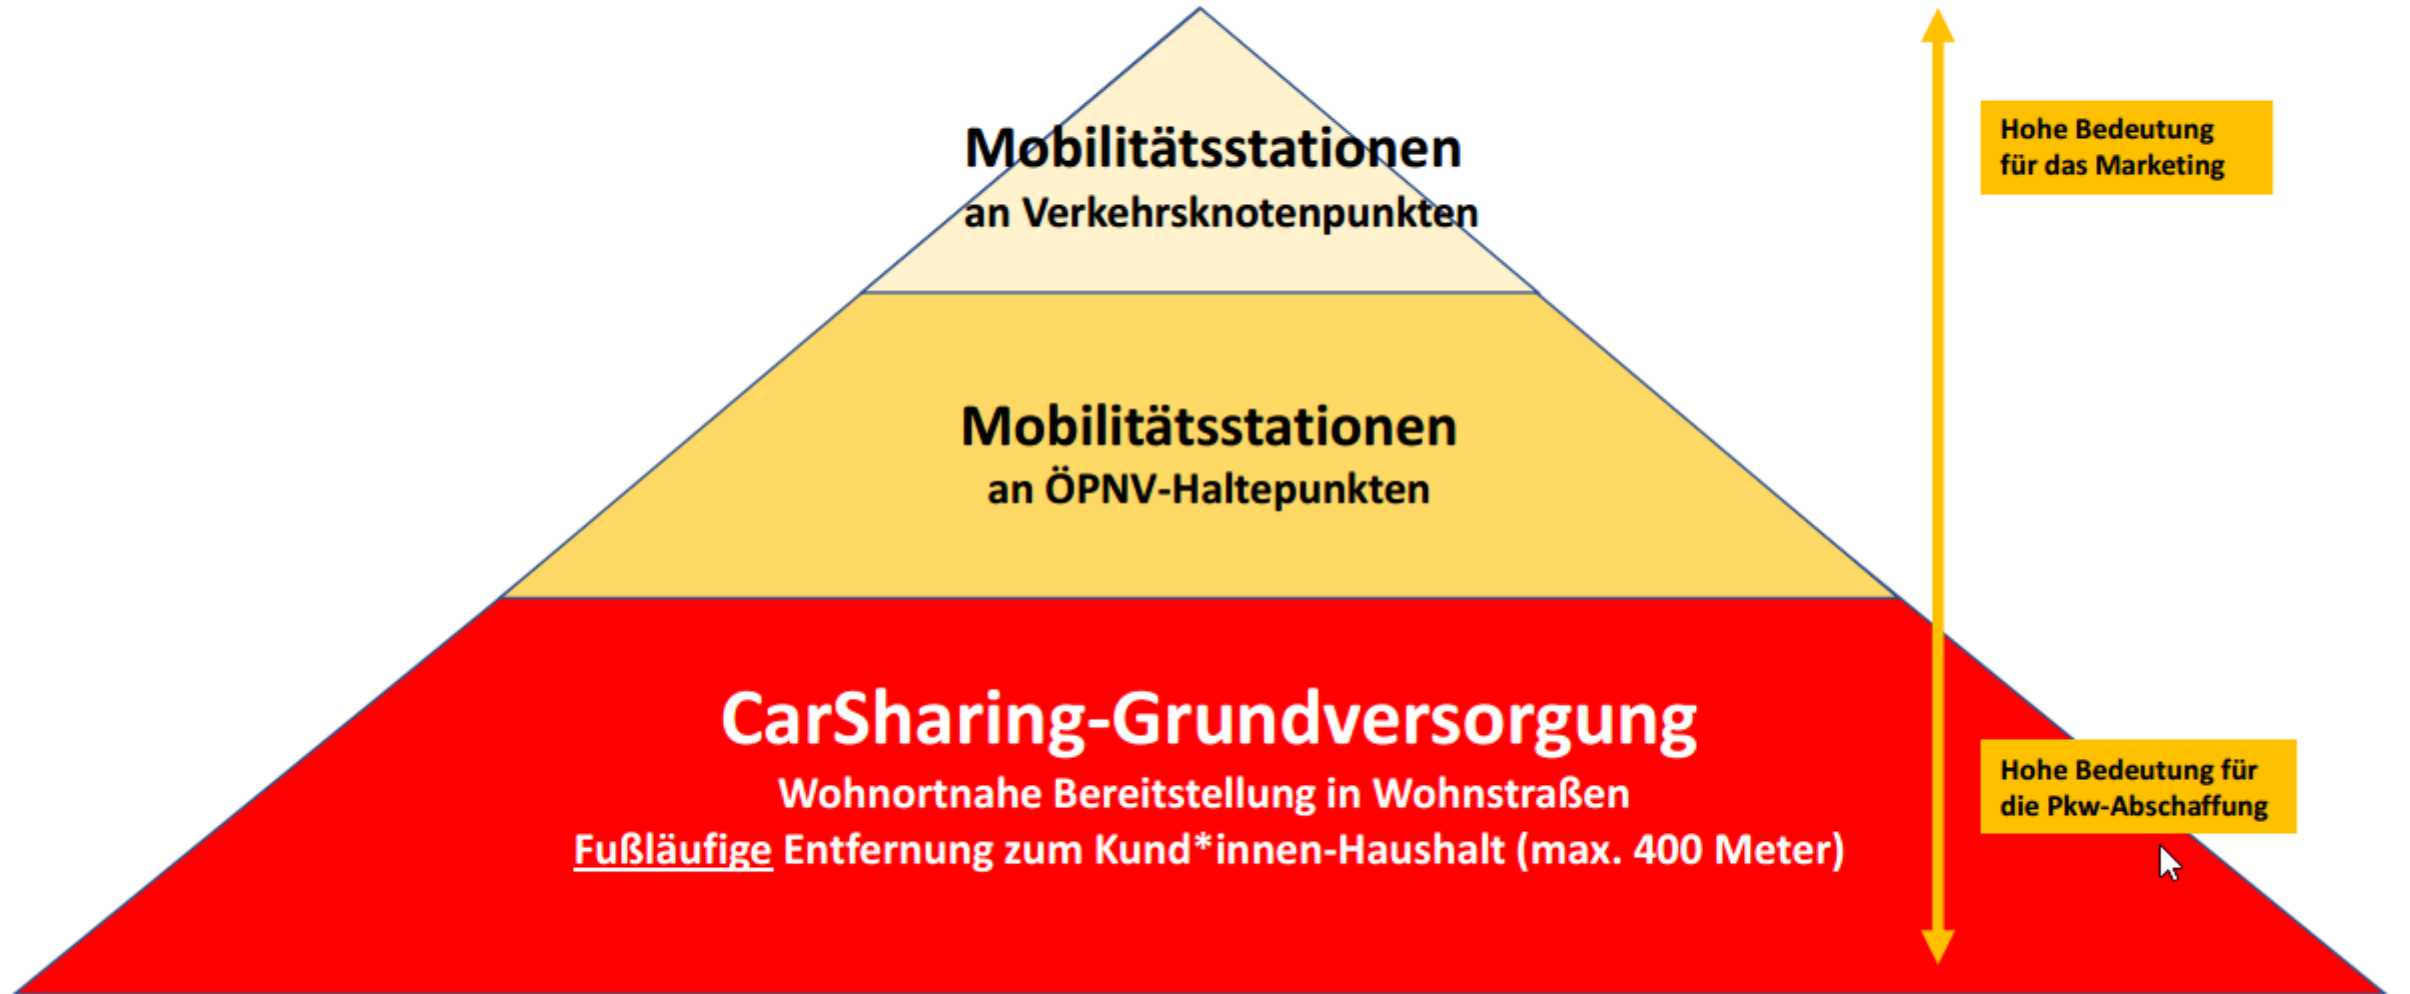 Mobilitätsstationen
an Verkehrsknotenpunkten
Hohe Bedeutung
für das Marketing
Mobilitätsstationen
an ÖPNV-Haltepunkten
CarSharing-Grundversorgung
Wohnortnahe Bereitstellung in Wohnstraßen
Fußläufige Entfernung zum Kund*innen-Haushalt (max. 400 Meter)
Hohe Bedeutung für
die Pkw-Abschaffung